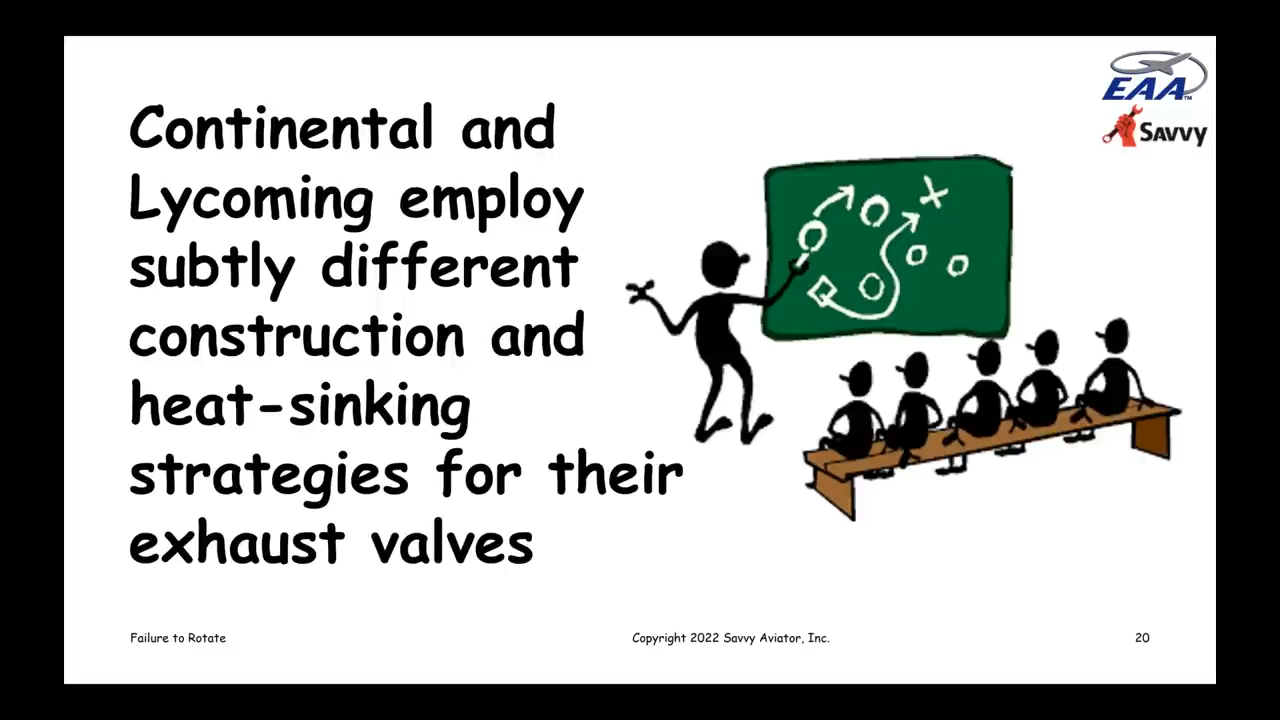 EAA
SAVVY
Continental and
Lycoming employ
subtly different
construction and
heat-sinking
strategies for their
exhaust valves
Failure to Rotate
Copyright 2022 Savvy Aviator, Inc.
20